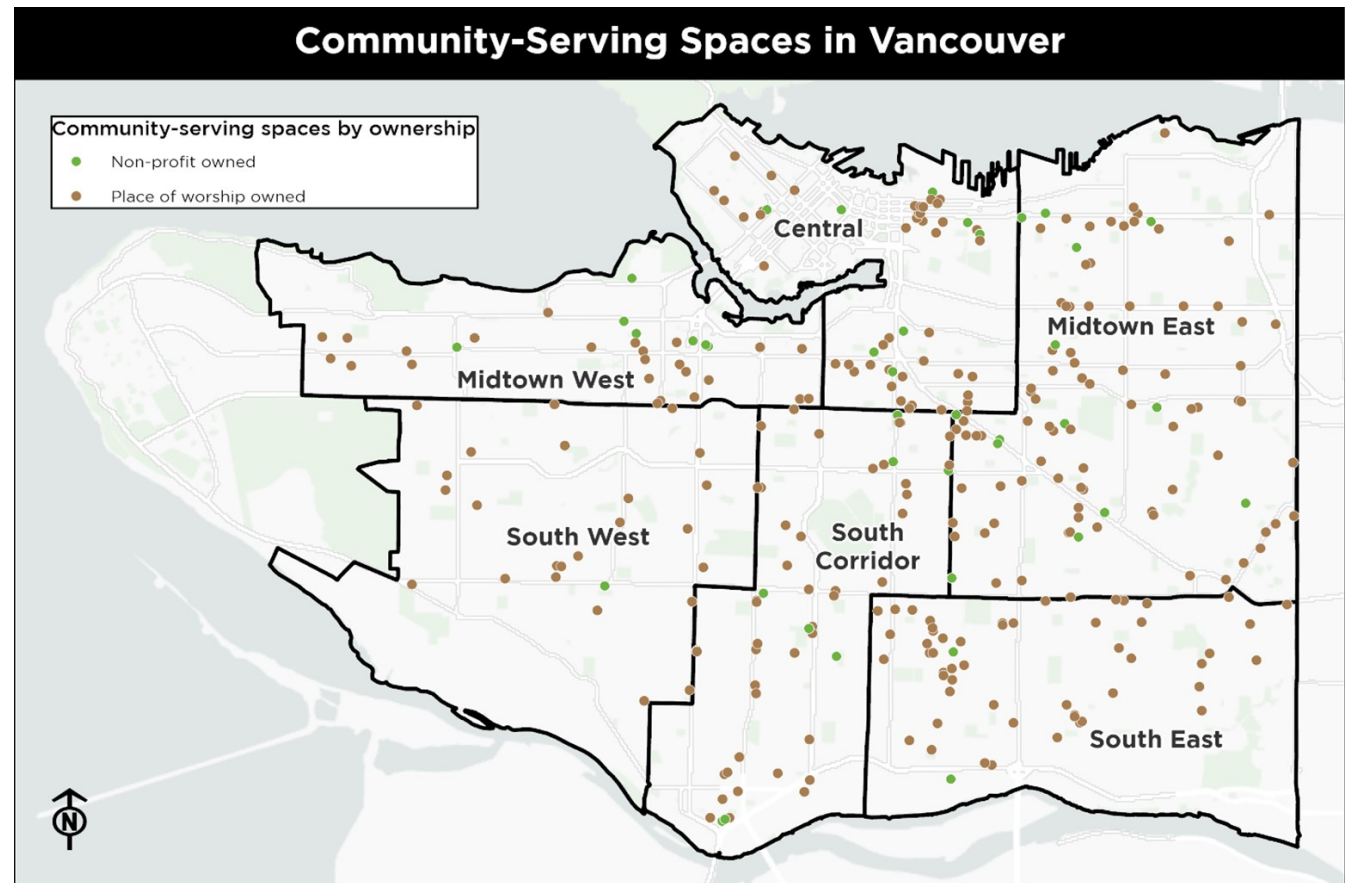 Community-Serving Spaces in Vancouver
Community-serving spaces by ownership
Non-profit owned
Place of worship owned
Central
Midtown East
Midtown West
South West
South
Corridor
South East
N